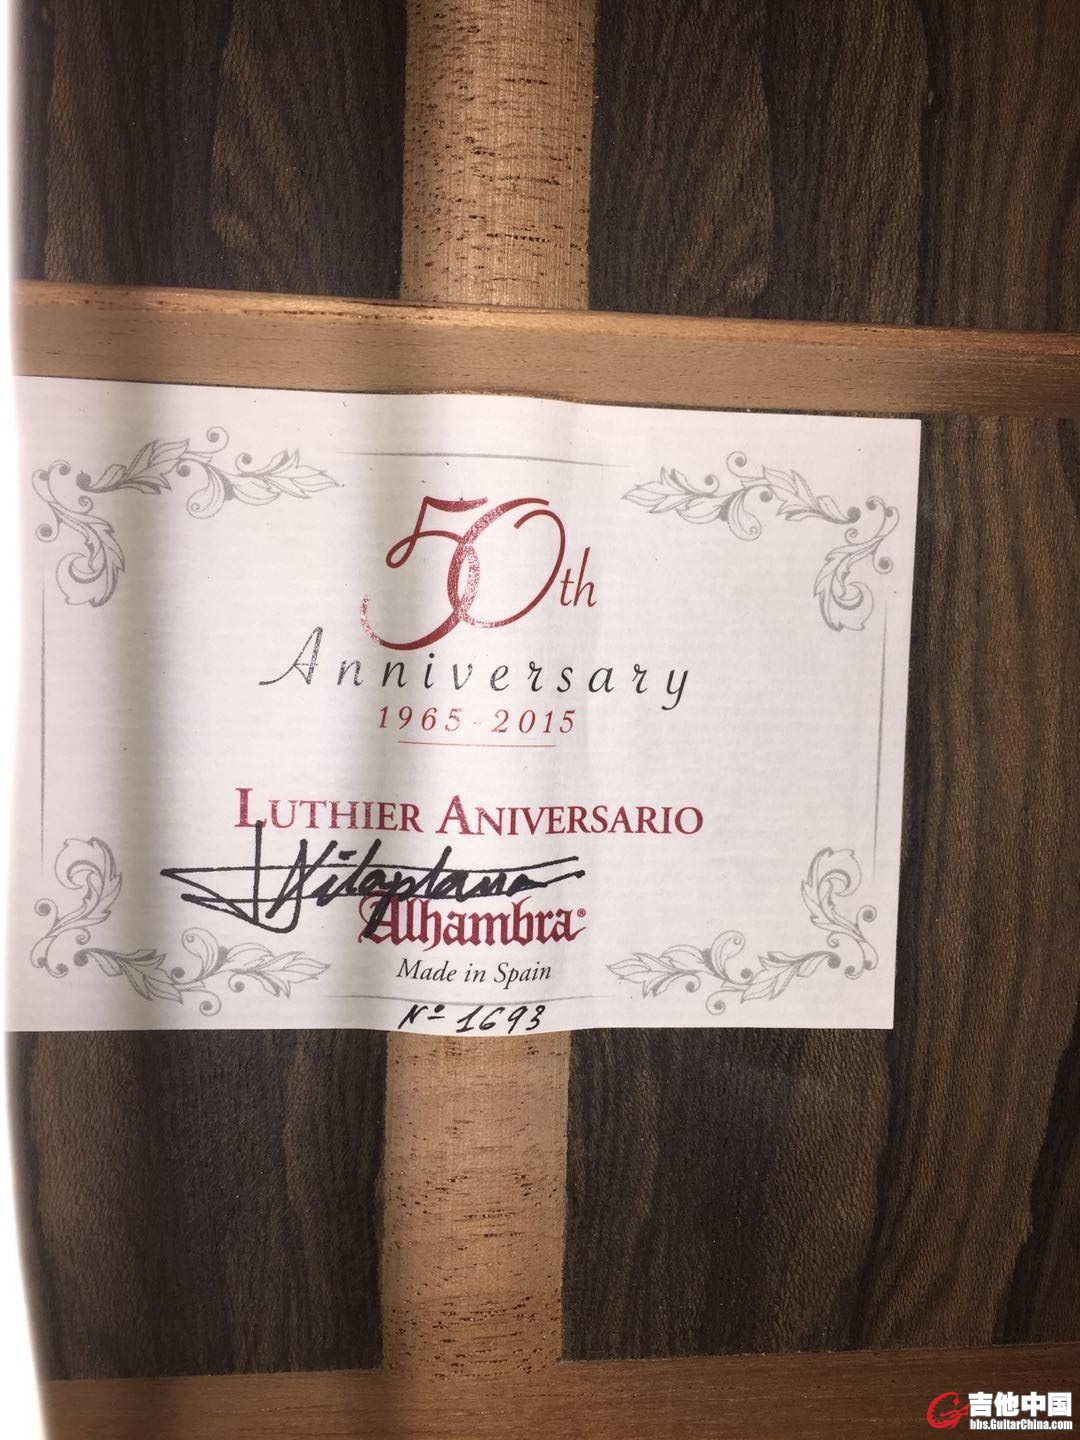 50th
Anniversary
1965-2015
LUTHIER ANIVERSARIO
Alhambra®
Made in Spain
Nº 1693
吉他中国
bbs.GuitarChina.com